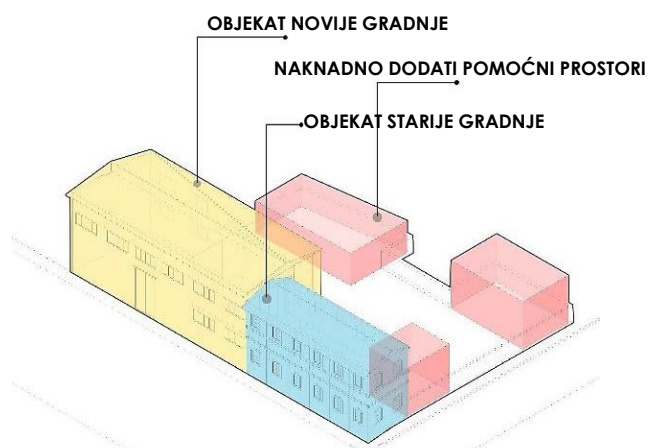 OBJEKAT NOVIJE GRADNJE
NAKNADNO DODATI POMOĆNI PROSTORI
OBJEKAT STARIJE GRADNJE